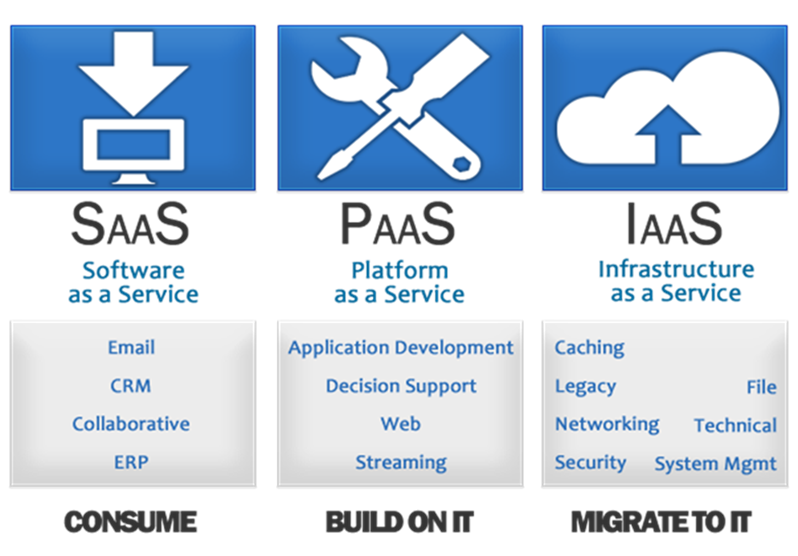 SaaS
Software
as a Service
Email
CRM
Collaborative
ERP
CONSUME
PaaS
Platform
as a Service
Application Development
Decision Support
Web
Streaming
BUILD ON IT
IaaS
Infrastructure
as a Service
Caching
Legacy File
Networking Technical
Security System Mgmt
MIGRATE TO IT